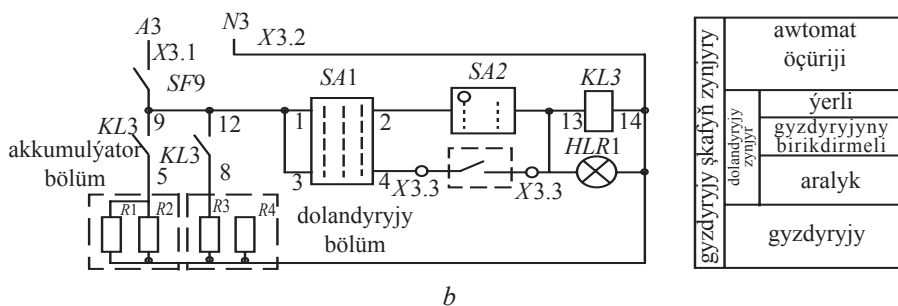 A3
N3
X3.1
X3.2
SF9
SA1
SA2
KL3
9
12
1
2
13
14
KL3
HLR1
akkumulýator
bölüm
KL3
5
8
3
4
X3.3
X3.3
R1
R2
R3
R4
dolandyryjy
bölüm
b
gyzdyryjy şkafyň zynjyry
awtomat
öçüriji
dolandyryjy
zynjyr
ýerli
gyzdyryjyny
birikdirmeli
aralyk
gyzdyryjy